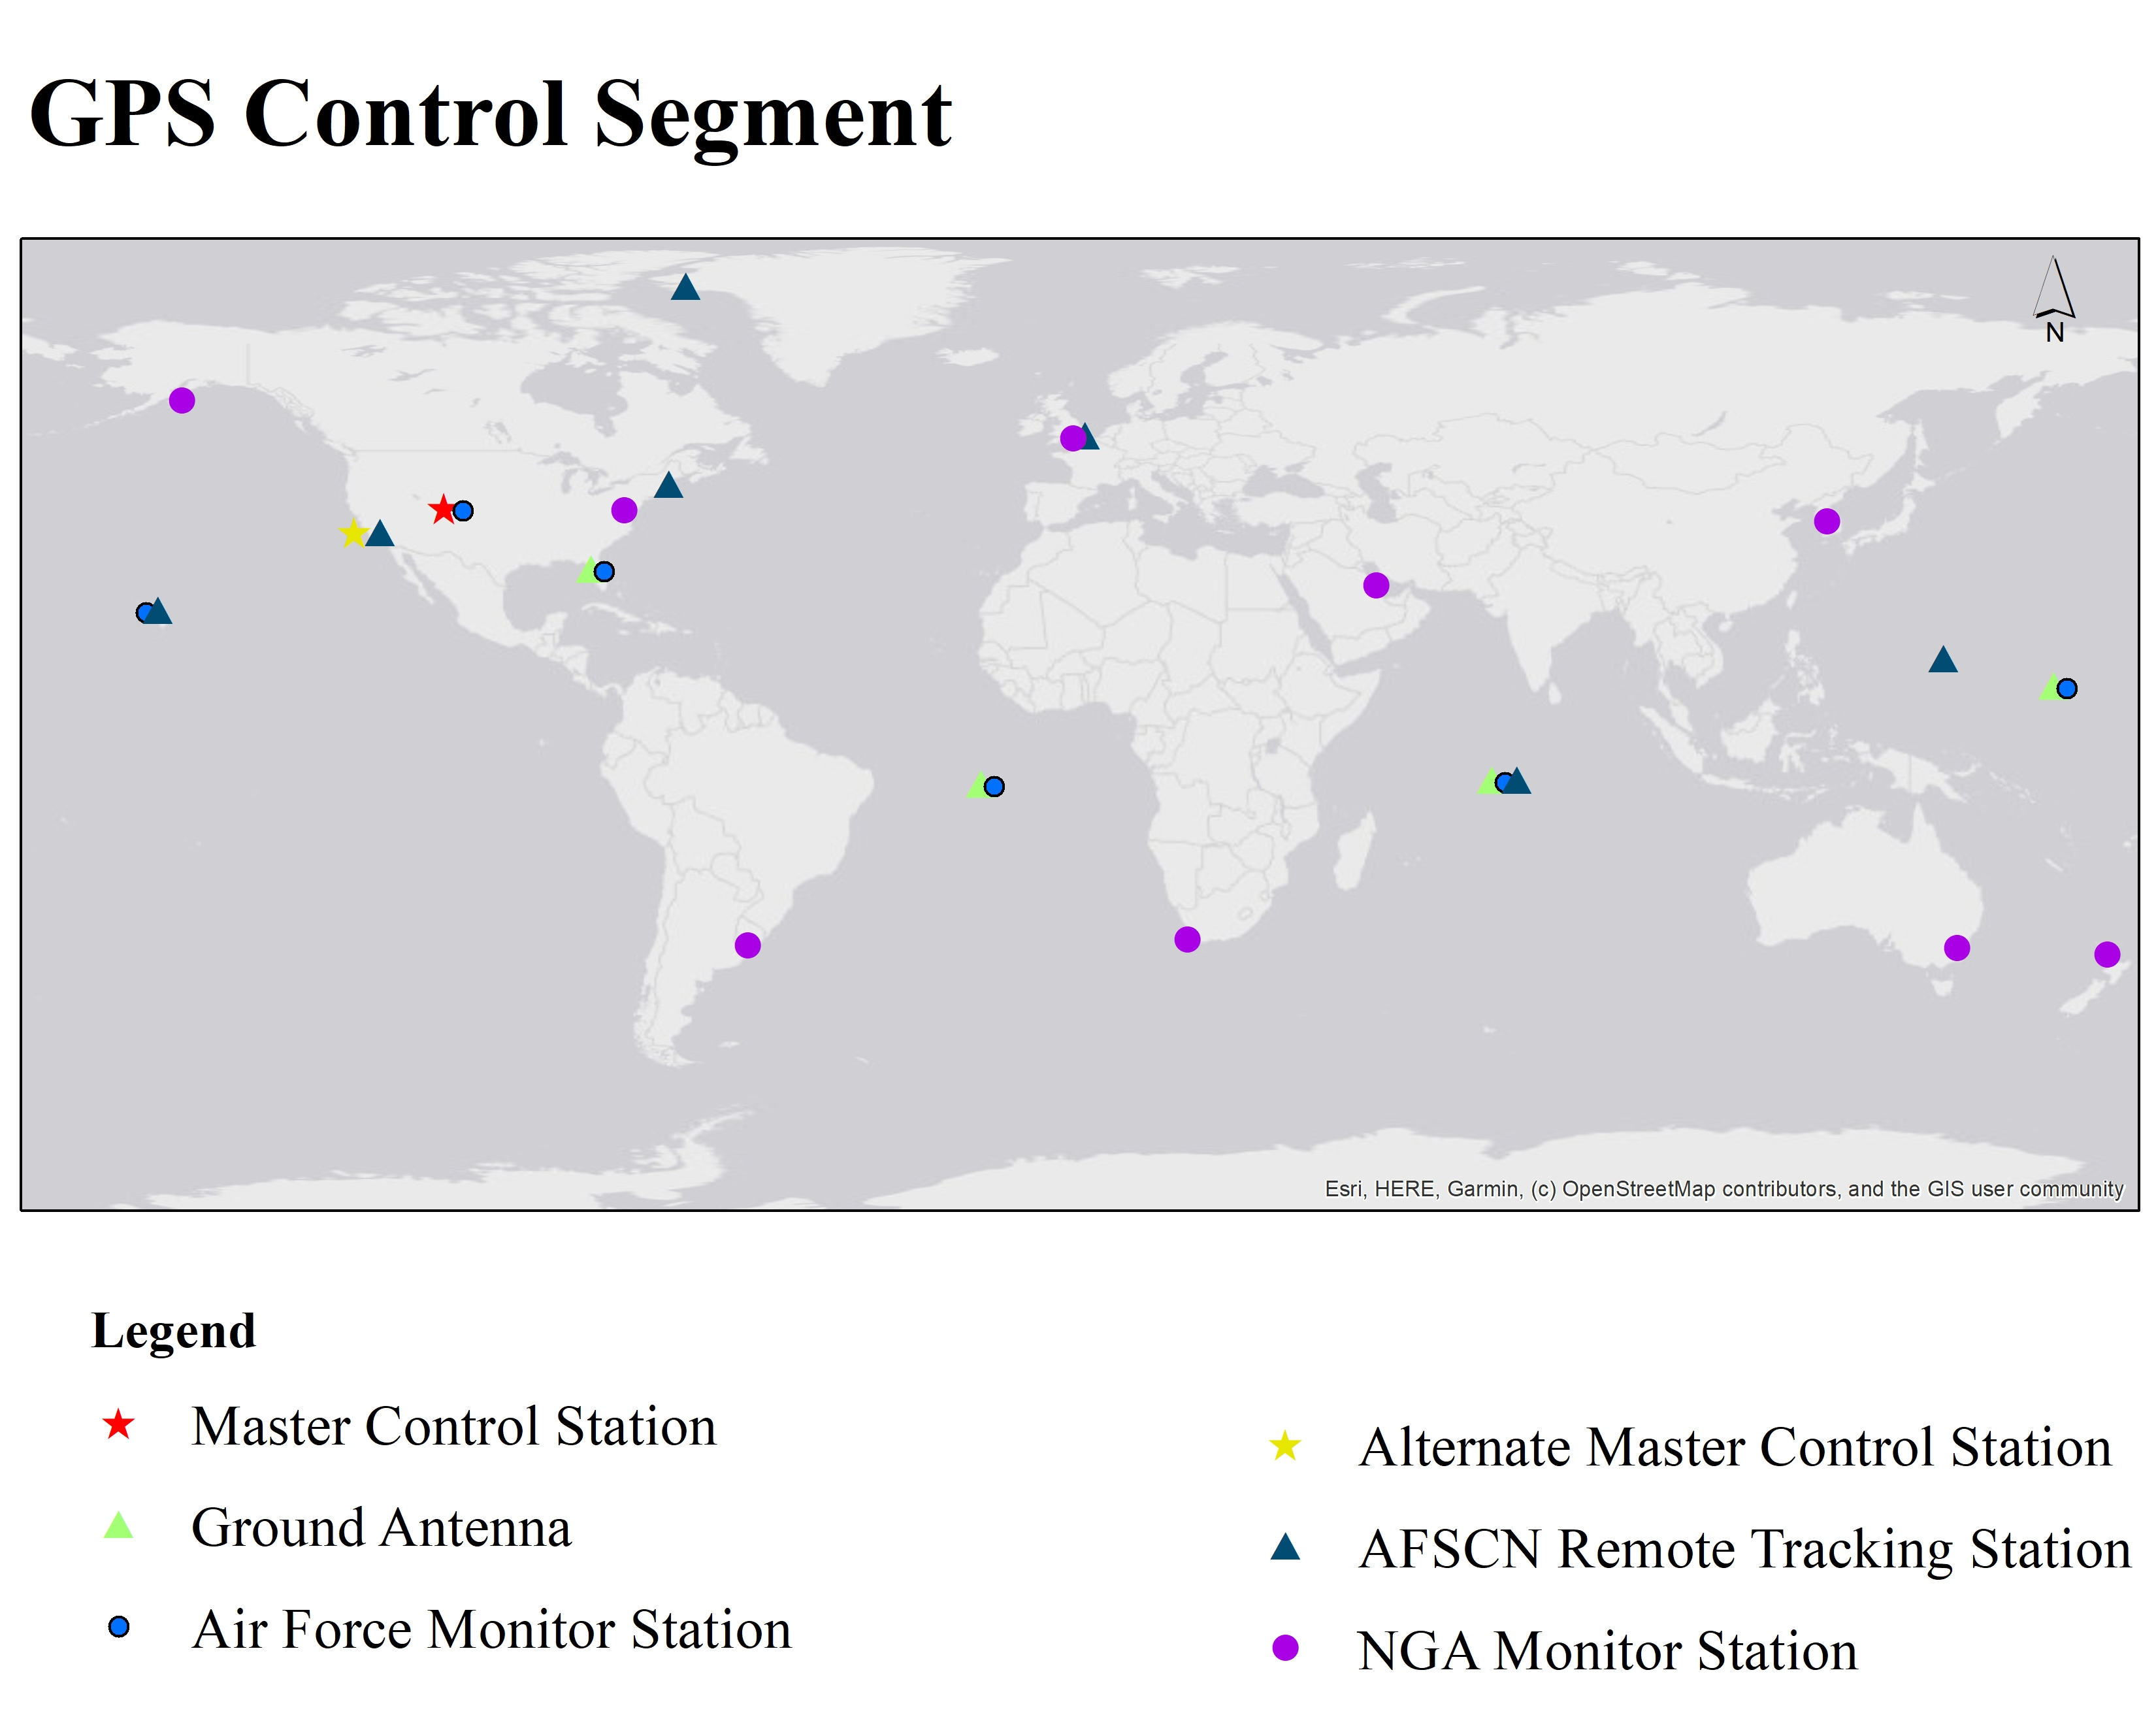 GPS Control Segment
N
Esri, HERE, Garmin, (c) OpenStreetMap contributors, and the GIS user community
Legend
Master Control Station
Ground Antenna
Air Force Monitor Station
Alternate Master Control Station
AFSCN Remote Tracking Station
NGA Monitor Station